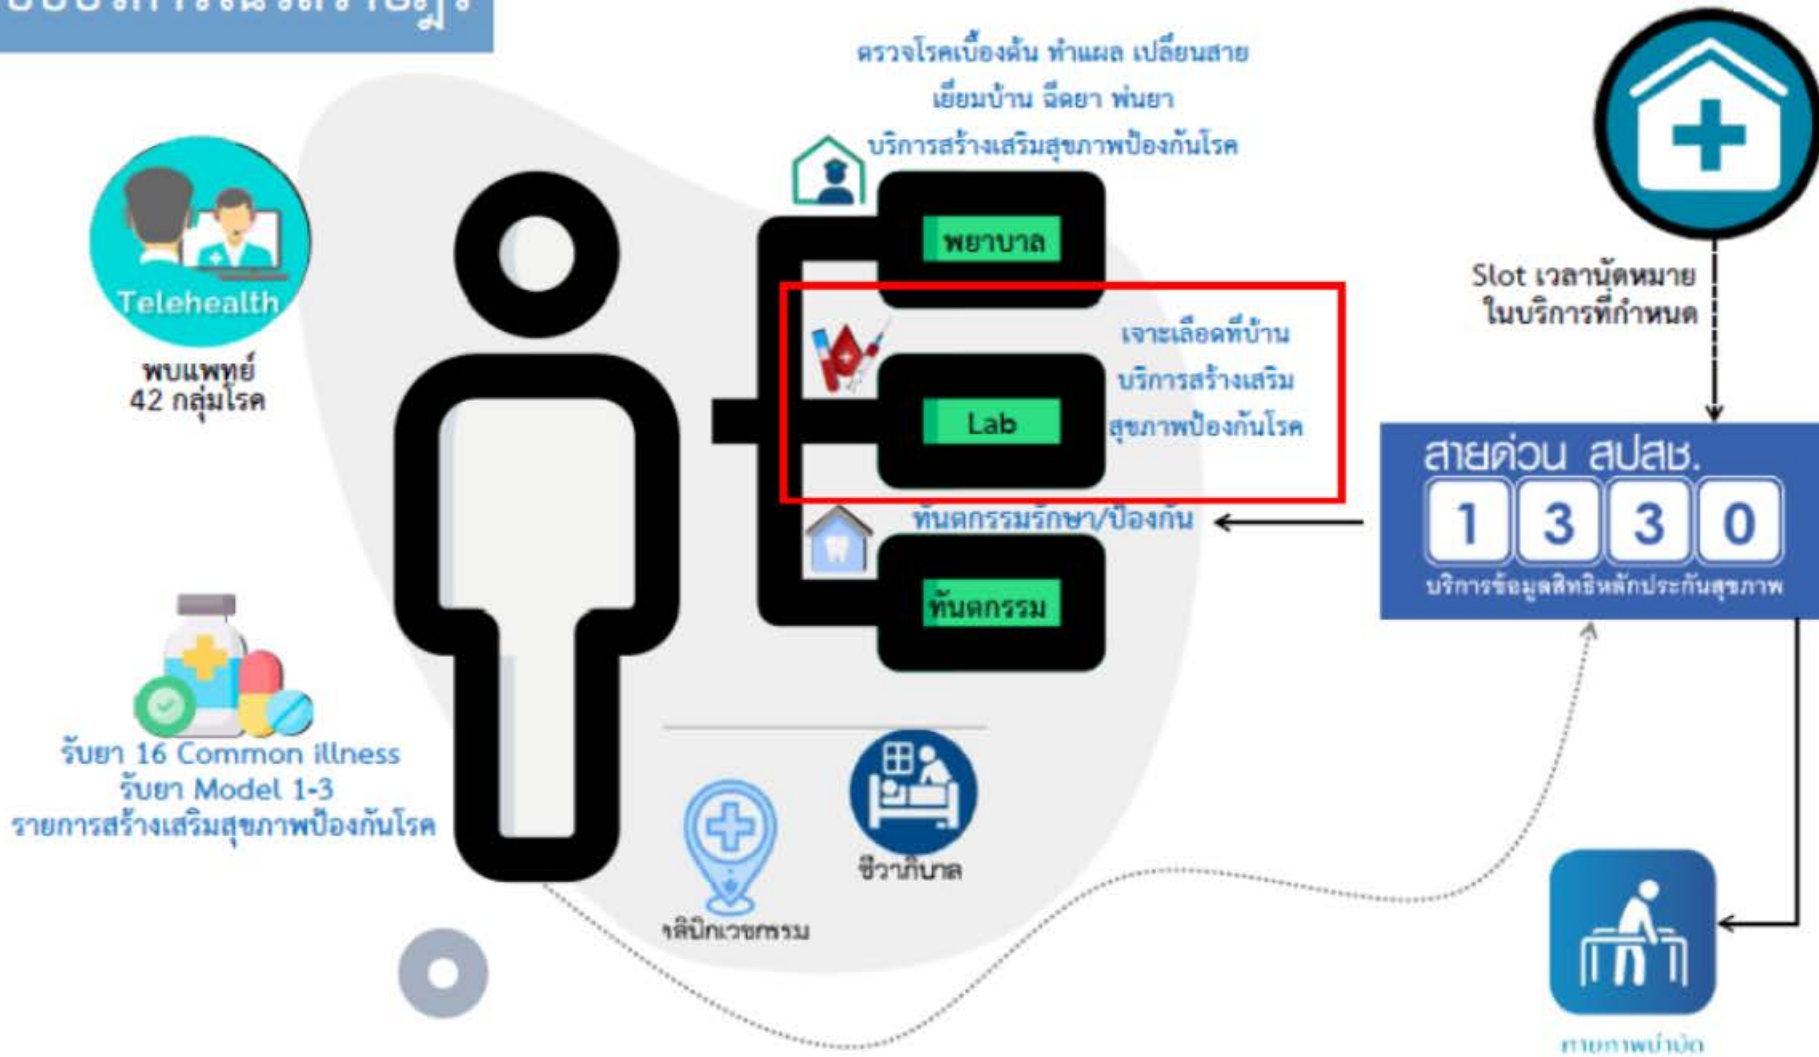 ตรวจโรคเบื้องต้น ทำแผล เปลี่ยนสาย
เยี่ยมบ้าน ฉีดยา พ่นยา
บริการสร้างเสริมสุขภาพป้องกันโรค
พยาบาล
Telehealth
พบแพทย์
42 กลุ่มโรค
Slot เวลานัดหมาย
ในบริการที่กำหนด
เจาะเลือดที่บ้าน
บริการสร้างเสริม
สุขภาพป้องกันโรค
Lab
สายด่วน สปสช.
1 3 3 0
บริการข้อมูลสิทธิหลักประกันสุขภาพ
ทันตกรรมรักษา/ป้องกัน
ทันตกรรม
รับยา 16 Common illness
รับยา Model 1-3
รายการสร้างเสริมสุขภาพป้องกันโรค
ชีวาภิบาล
ลินิกเวชกรรม
กายภาพบำบัด